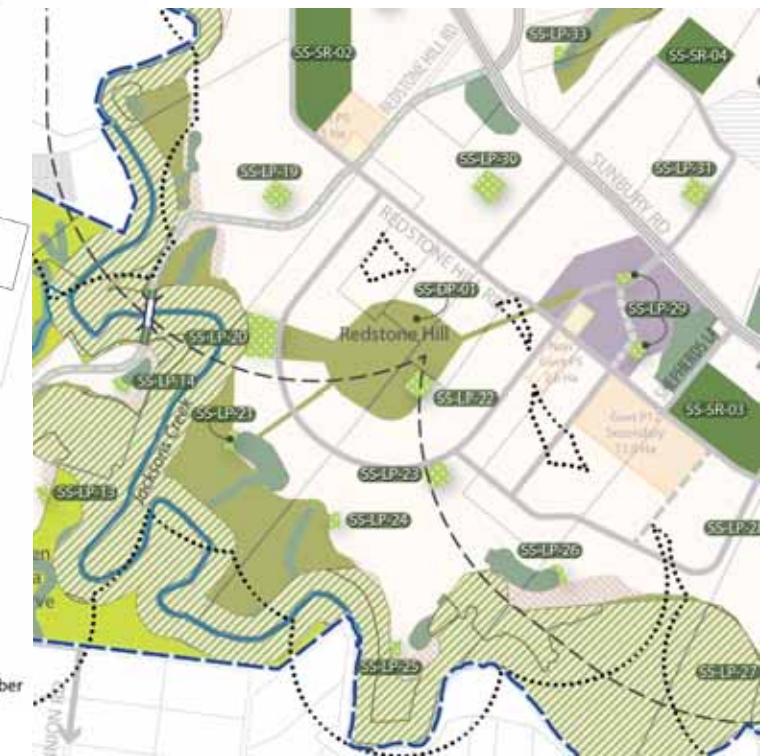 SS-LP-33
SS-SR-02
REDSTONE HILL RD
SS-SR-04
SS-LP-19
SS-LP-30
SS-LP-31
SUNBURY RD
REDSTONE HILL RD
SS-DP-01
SS-LP-29
SS-LP-20
Redstone Hill
SS-LP-14
SS-LP-22
SS-SR-03
Jacksons Creek
SS-LP-23
SS-LP-13
SS-LP-24
SS-LP-26
SS-LP-25
SS-LP-27